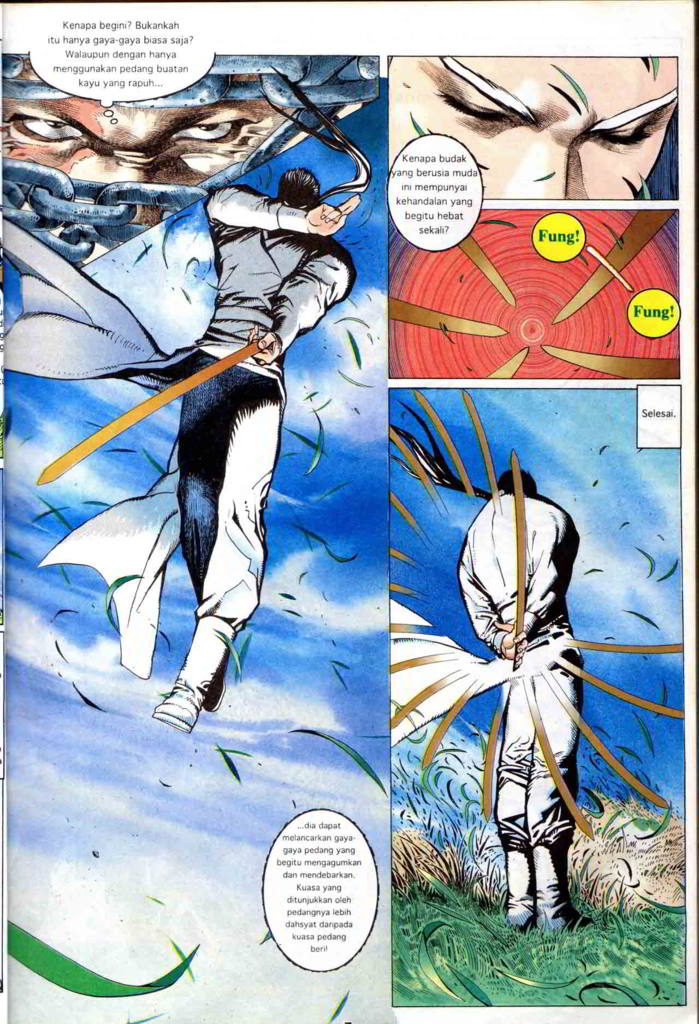 Kenapa begini? Bukankah
itu hanya gaya-gaya biasa saja?
Walaupun dengan hanya
menggunakan pedang buatan
kayu yang rapuh...
...dia dapat
melancarkan gaya-
gaya pedang yang
begitu mengagumkan
dan mendebarkan.
Kuasa yang
ditunjukkan oleh
pedangnya lebih
dahsyat daripada
kuasa pedang
beri!
Kenapa budak
yang berusia muda
ini mempunyai
kehandalan yang
begitu hebat
sekali?
Fung!
Fung!
Selesai.